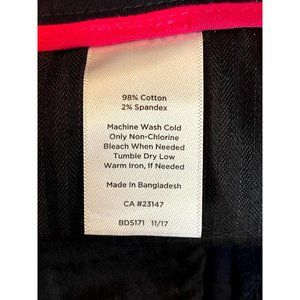 98% Cotton
2% Spandex
Machine Wash Cold
Only Non-Chlorine
Bleach When Needed
Tumble Dry Low
Warm Iron, If Needed
Made In Bangladesh
CA #23147
BDS171 11/17